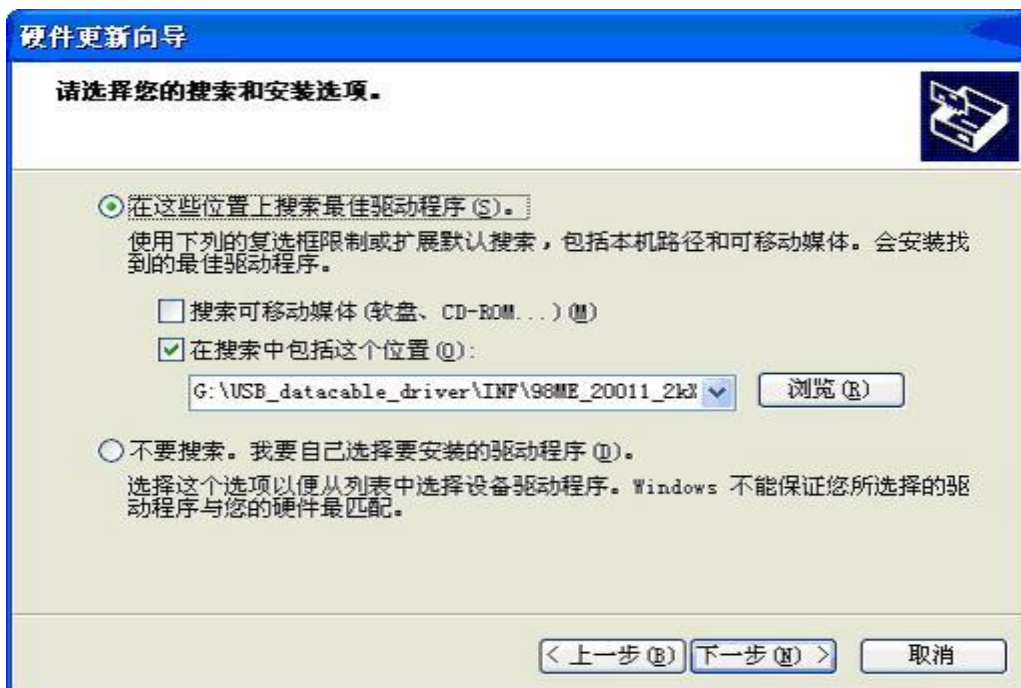 硬件更新向导
请选择您的搜索和安装选项。
在这些位置上搜索最佳驱动程序(S)。
使用下列的复选框限制或扩展默认搜索，包括本机路径和可移动媒体。会安装找
到的最佳驱动程序。
搜索可移动媒体(软盘、CD-ROM...)(M)
在搜索中包括这个位置(O):
G:\USB_datacable_driver\INF\98ME_20011_2kX
浏览(R)
不要搜索。我要自己选择要安装的驱动程序(D)。
选择这个选项以便从列表中选择设备驱动程序。Windows 不能保证您所选择的驱
动程序与您的硬件最匹配。
< 上一步(B) 下一步(N) > 取消